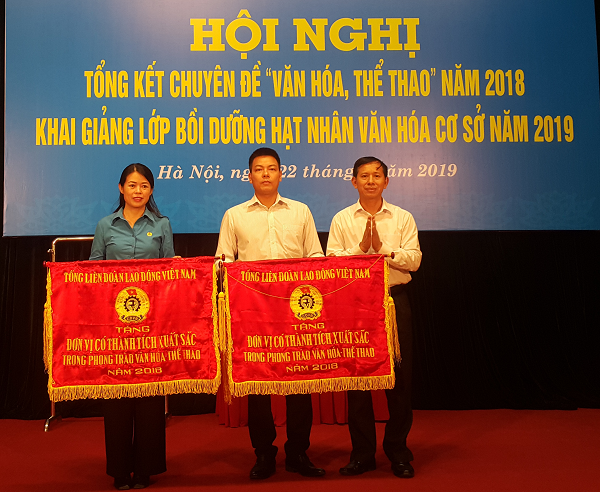 HỘI NGHỊ
TỔNG KẾT CHUYÊN ĐỀ "VĂN HÓA, THỂ THAO" NĂM 2018
KHAI GIẢNG LỚP BỒI DƯỠNG HẠT NHÂN VĂN HÓA CƠ SỞ NĂM 2019
Hà Nội, ngày 22 tháng năm 2019
TỔNG LIÊN ĐOÀN LAO ĐỘNG VIỆT NAM
TẶNG
ĐƠN VỊ CÓ THÀNH TÍCH XUẤT SẮC
TRONG PHONG TRÀO VĂN HÓA THỂ THAO
NĂM 2018
TỔNG LIÊN ĐOÀN LAO ĐỘNG VIỆT NAM
TẶNG
ĐƠN VỊ CÓ THÀNH TÍCH XUẤT SẮC
TRONG PHONG TRÀO VĂN HÓA-THỂ THAO
NĂM 2018